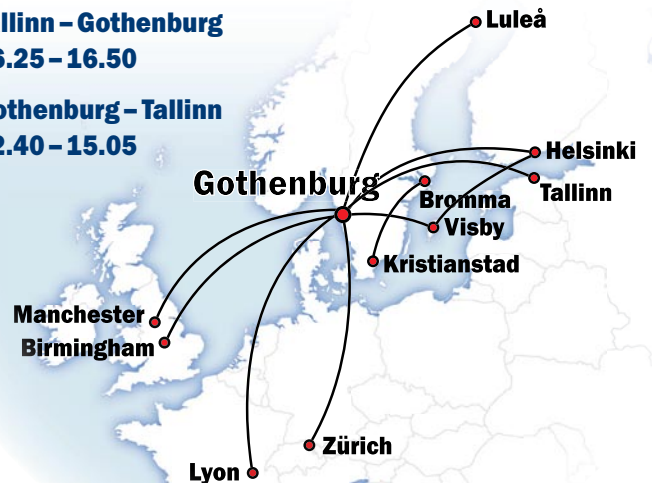 llinn – Gothenburg
6.25 – 16.50
othenburg – Tallinn
2.40 – 15.05
Luleå
Helsinki
Gothenburg
Tallinn
Bromma
Visby
Kristianstad
Manchester
Birmingham
Zürich
Lyon